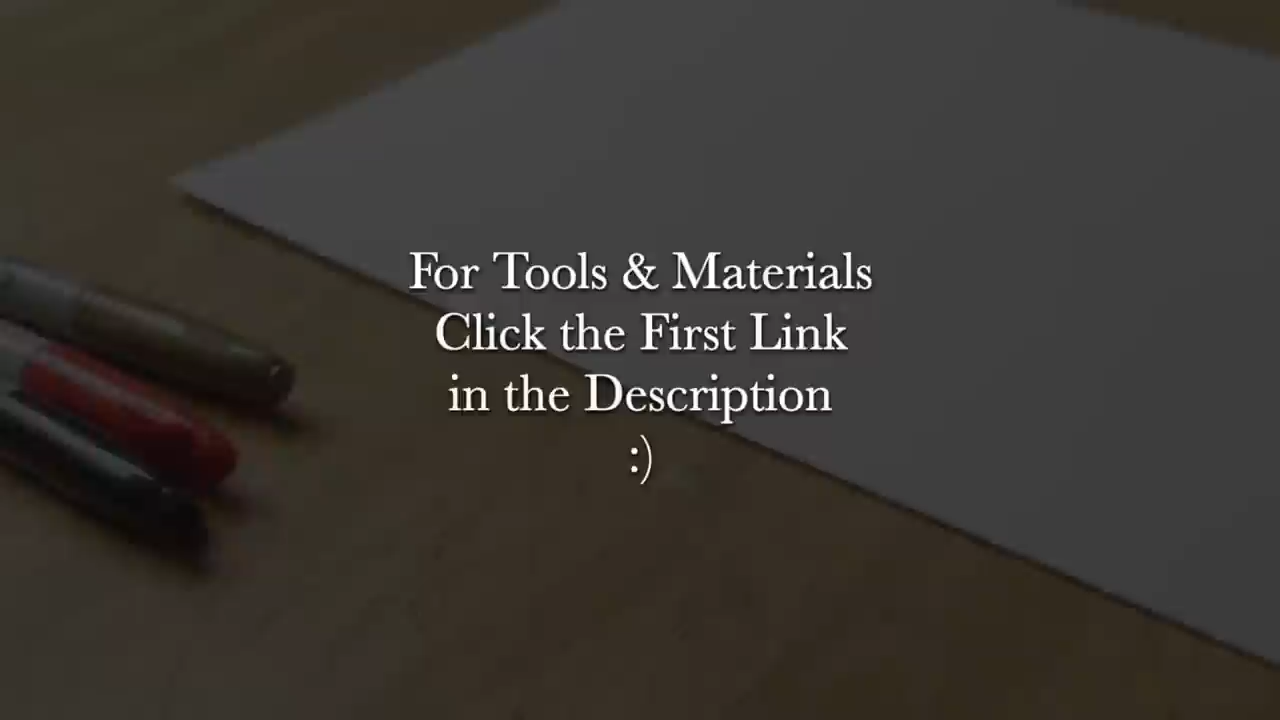 For Tools & Materials
Click the First Link
in the Description
:)